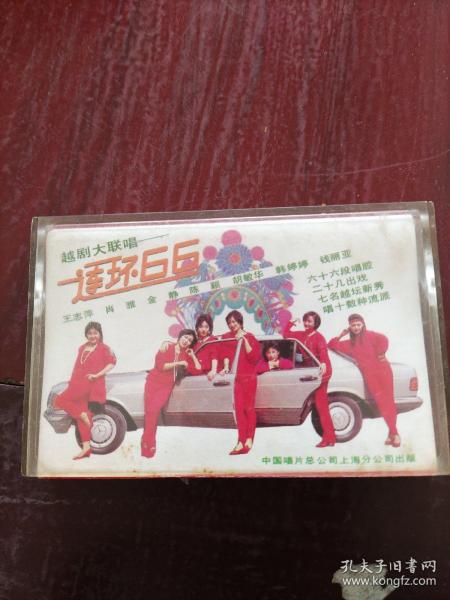 越剧大联唱
连环66
王志萍 肖雅 金静 陈颖 胡敏华 韩婷婷 钱丽亚
六十六段唱腔
二十几出戏
七名越坛新秀
唱十数种流派
中国唱片总公司上海分公司出版
孔夫子旧书网
www.kongfz.com